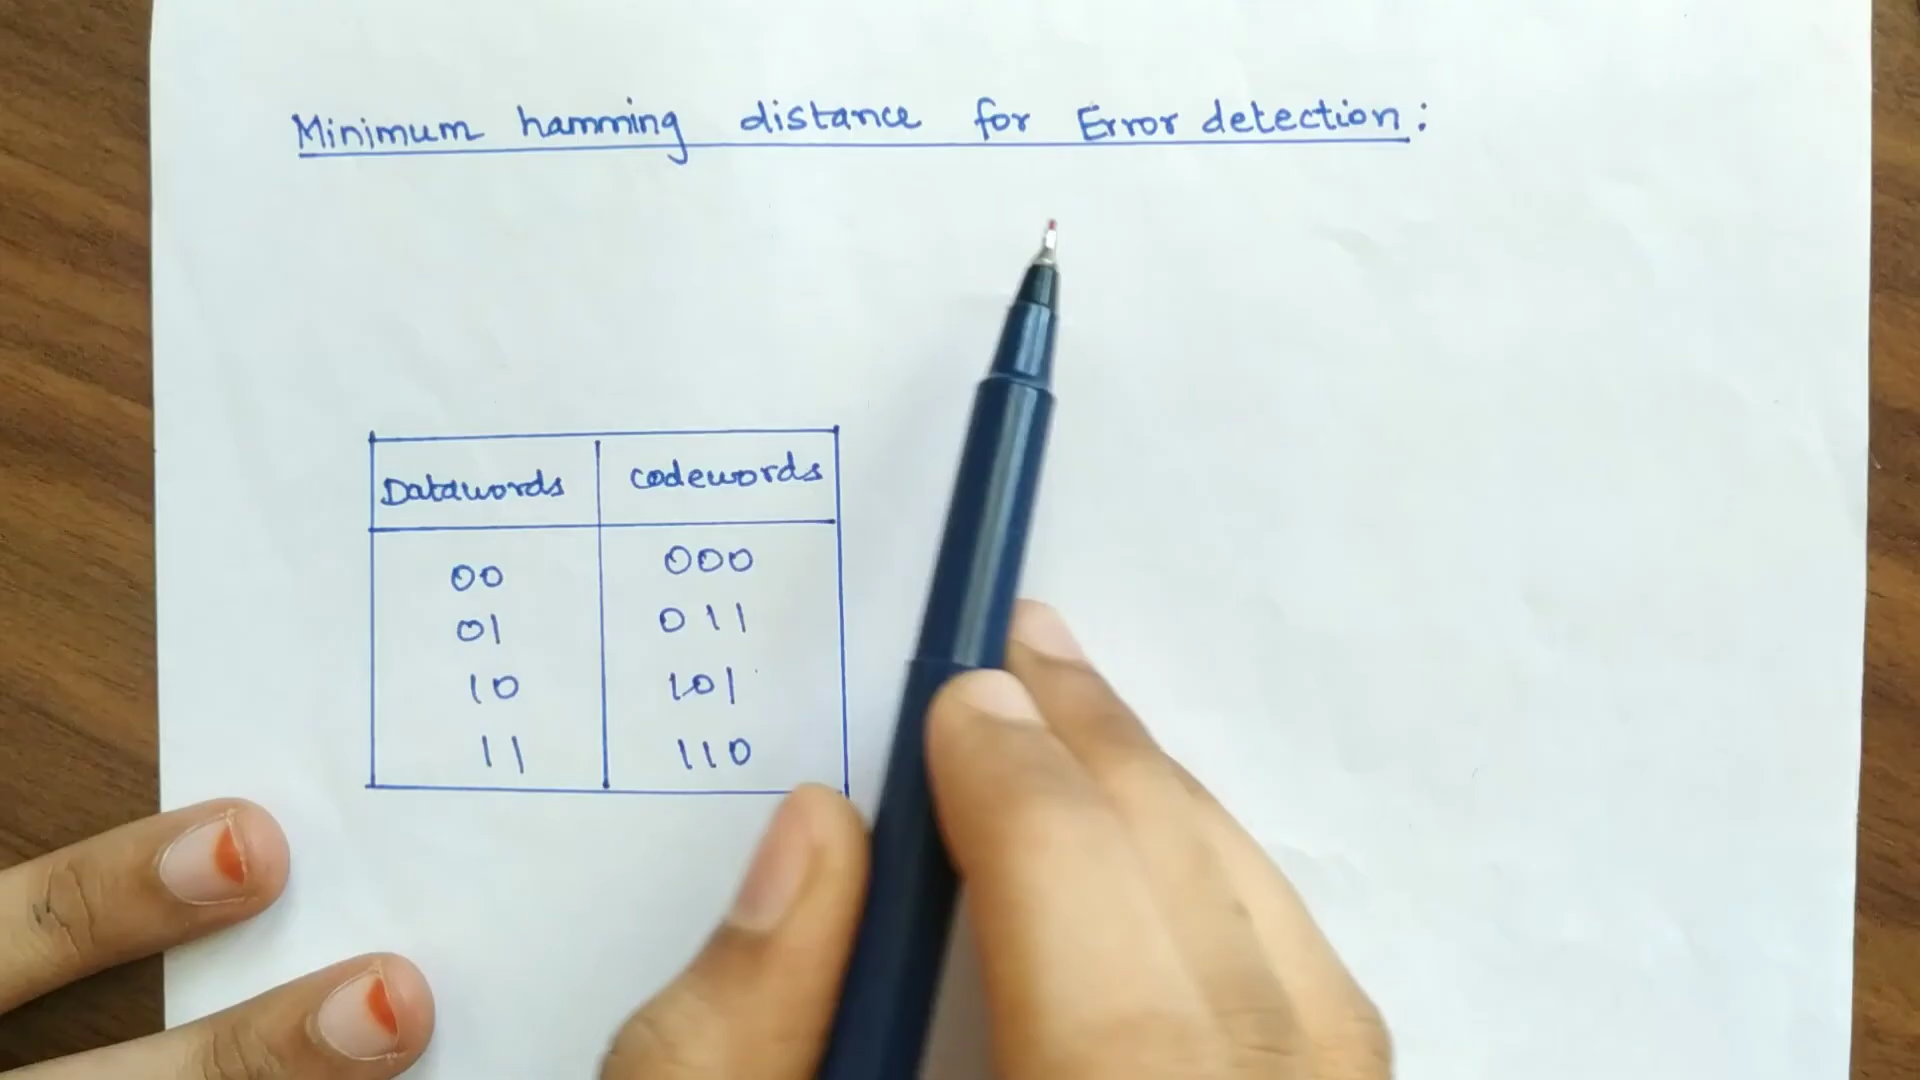 Minimum hamming distance for Error detection:
Datawords codewords
00 000
01 011
10 101
11 110